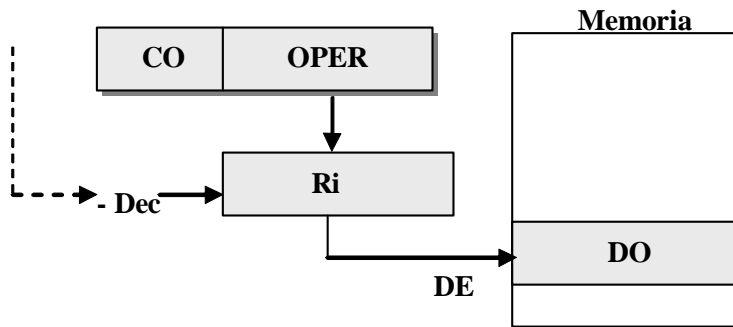 Memoria
CO OPER
Ri
- Dec
DO
DE